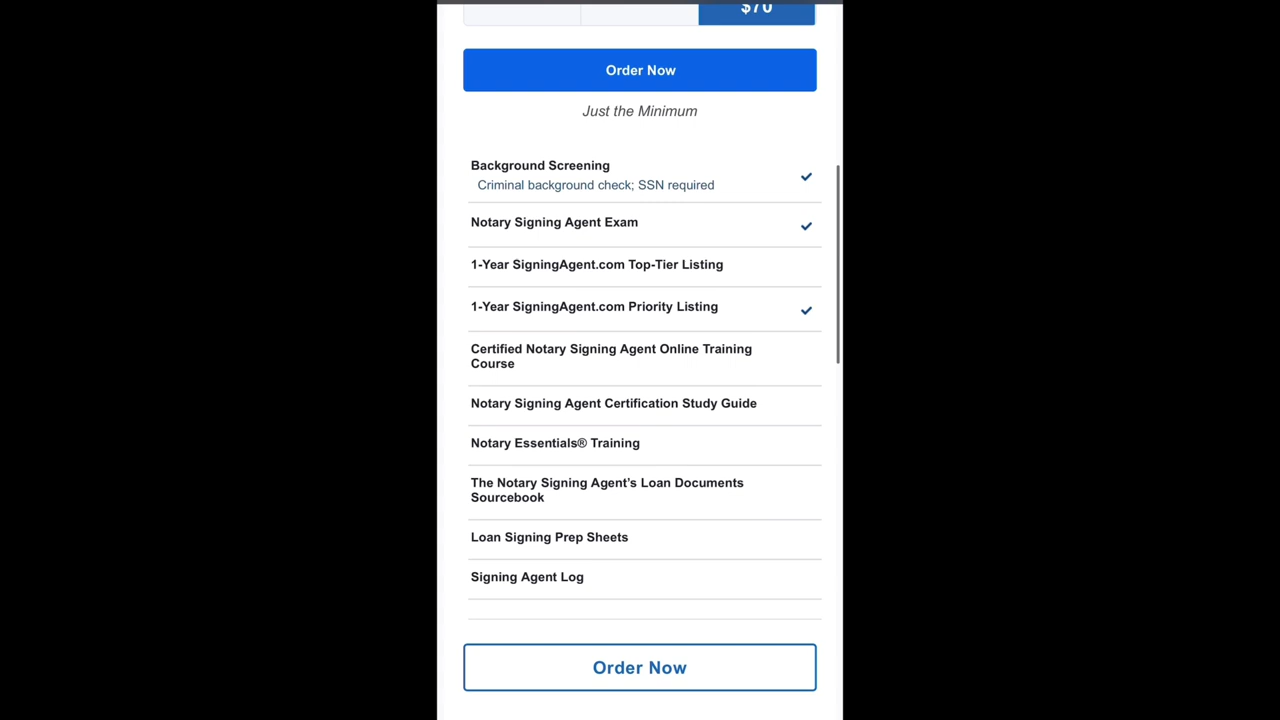 $70
Order Now
Just the Minimum
Background Screening
Criminal background check; SSN required
Notary Signing Agent Exam
1-Year SigningAgent.com Top-Tier Listing
1-Year SigningAgent.com Priority Listing
Certified Notary Signing Agent Online Training
Course
Notary Signing Agent Certification Study Guide
Notary Essentials® Training
The Notary Signing Agent's Loan Documents
Sourcebook
Loan Signing Prep Sheets
Signing Agent Log
Order Now